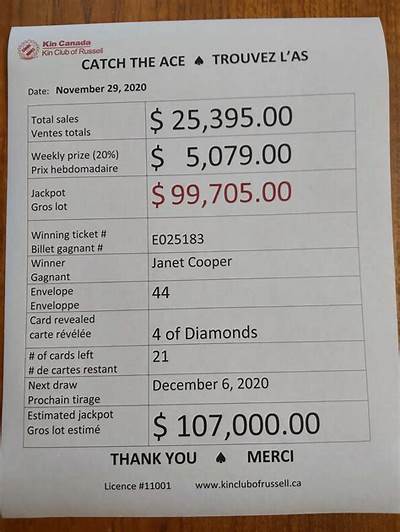 Kin Canada
Kin Club of Russell
CATCH THE ACE ♠ TROUVEZ L'AS
Date: November 29, 2020
Total sales
Ventes totals
$ 25,395.00
Weekly prize (20%)
Prix hebdomadaire
$ 5,079.00
Jackpot
Gros lot
$ 99,705.00
Winning ticket #
Billet gagnant #
E025183
Winner
Gagnant
Janet Cooper
Envelope
Enveloppe
44
Card revealed
carte révélée
4 of Diamonds
# of cards left
# de cartes restant
21
Next draw
Prochain tirage
December 6, 2020
Estimated jackpot
Gros lot estimé
$ 107,000.00
THANK YOU ♠ MERCI
Licence #11001 www.kinclubofrussell.ca